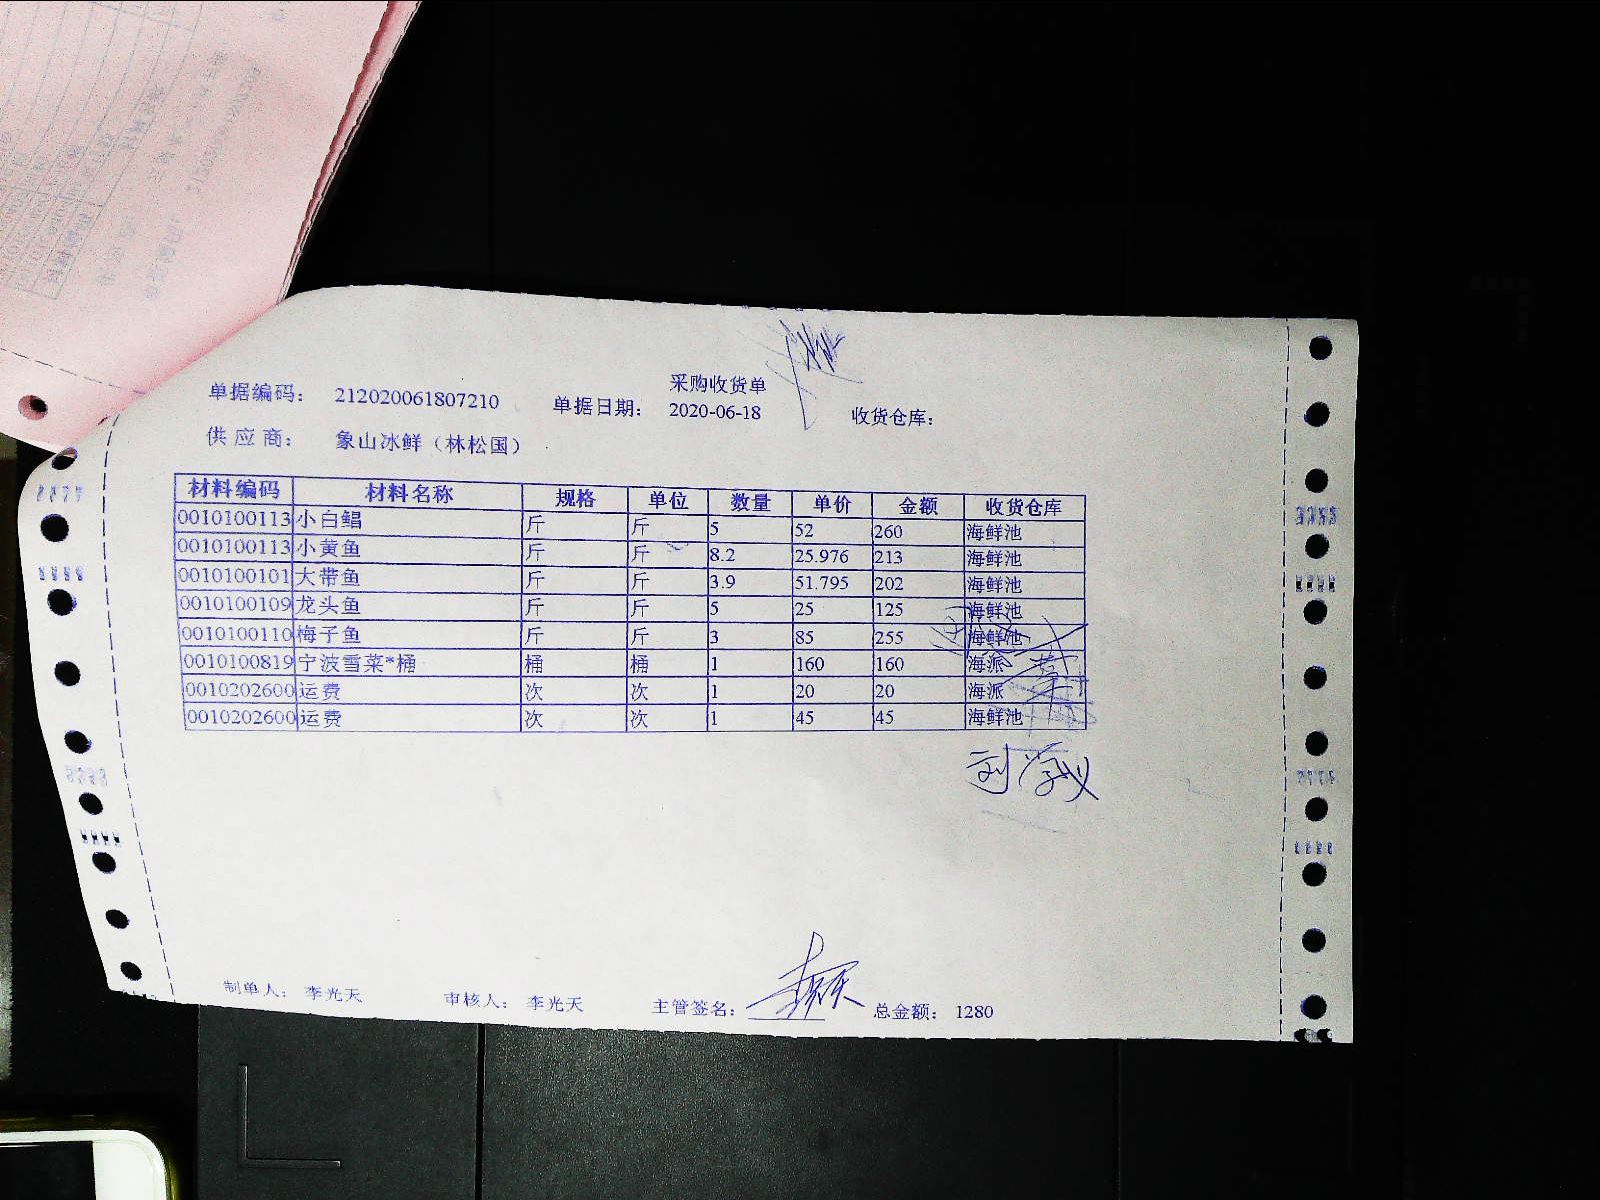 采购收货单
单据编码： 212020061807210 单据日期： 2020-06-18 收货仓库：
供应商： 象山冰鲜（林松国）
材料编码 材料名称 规格 单位 数量 单价 金额 收货仓库
0010100113 小白鲳 斤 斤 5 52 260 海鲜池
0010100113 小黄鱼 斤 斤 8.2 25.976 213 海鲜池
0010100101 大带鱼 斤 斤 3.9 51.795 202 海鲜池
0010100109 龙头鱼 斤 斤 5 25 125 海鲜池
0010100110 梅子鱼 斤 斤 3 85 255 海鲜池
0010100819 宁波雪菜*桶 桶 桶 1 160 160 海派
0010202600 运费 次 次 1 20 20 海派
0010202600 运费 次 次 1 45 45 海鲜池
制单人： 李光天 审核人： 李光天 主管签名： 总金额： 1280